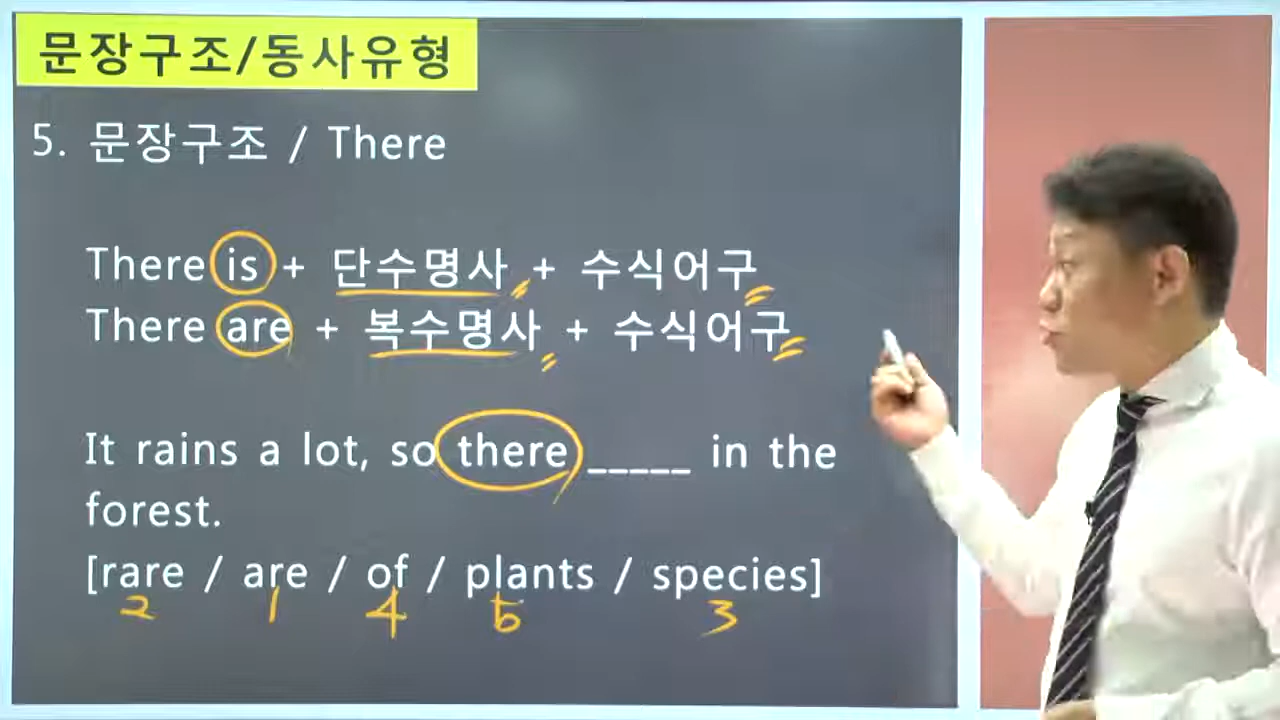 문장구조/동사유형
5. 문장구조 / There
There is + 단수명사 + 수식어구
There are + 복수명사 + 수식어구
It rains a lot, so there _____ in the
forest.
[rare / are / of / plants / species]
2 1 4 5 3